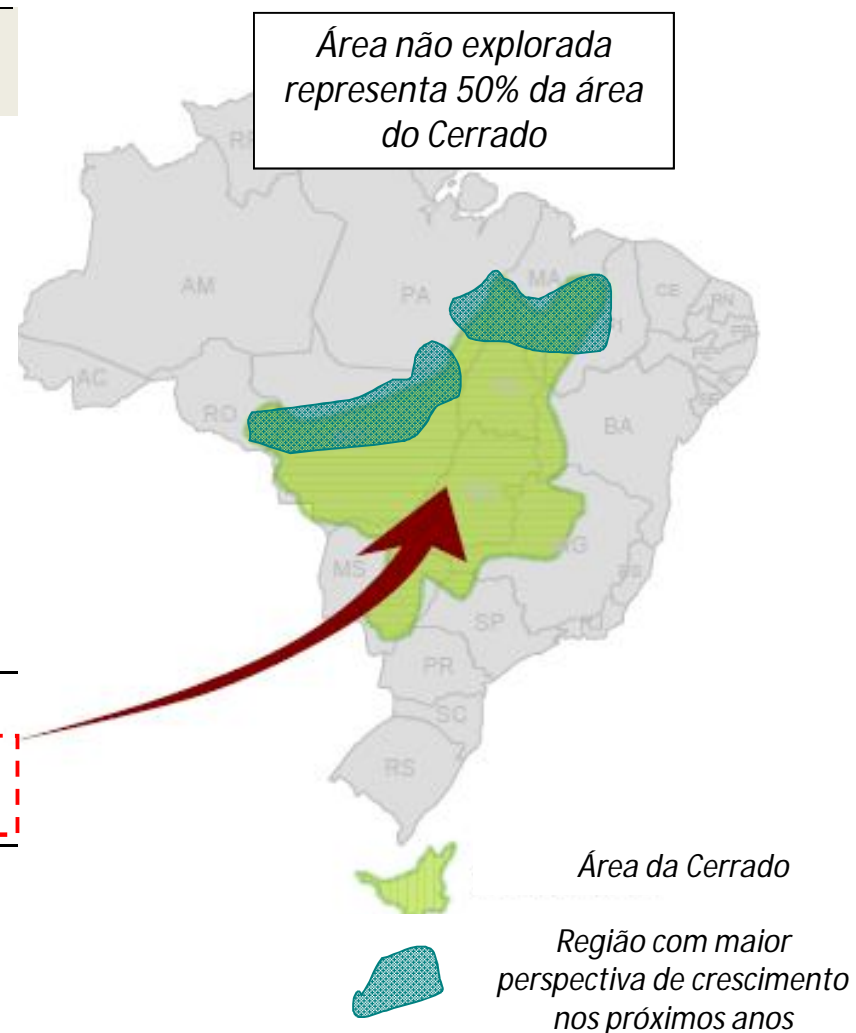 Área não explorada
representa 50% da área
do Cerrado
AM
PA
MA
CE
RN
AC
RO
BA
MS
SP
PR
SC
RS
Área da Cerrado
Região com maior
perspectiva de crescimento
nos próximos anos